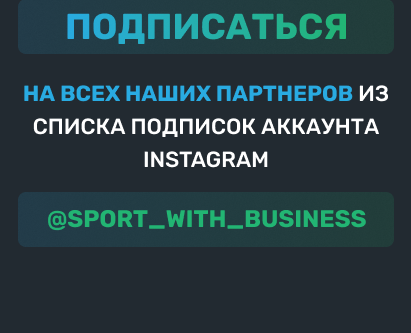 ПОДПИСАТЬСЯ
НА ВСЕХ НАШИХ ПАРТНЕРОВ ИЗ
СПИСКА ПОДПИСОК АККАУНТА
INSTAGRAM
@SPORT_WITH_BUSINESS